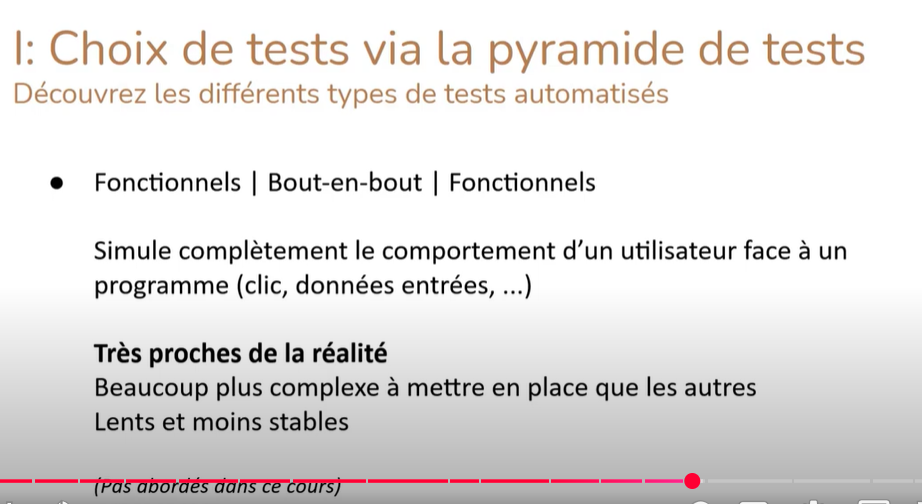 I: Choix de tests via la pyramide de tests
Découvrez les différents types de tests automatisés
● Fonctionnels | Bout-en-bout | Fonctionnels
Simule complètement le comportement d’un utilisateur face à un
programme (clic, données entrées, ...)
Très proches de la réalité
Beaucoup plus complexe à mettre en place que les autres
Lents et moins stables
(Pas abordés dans ce cours)